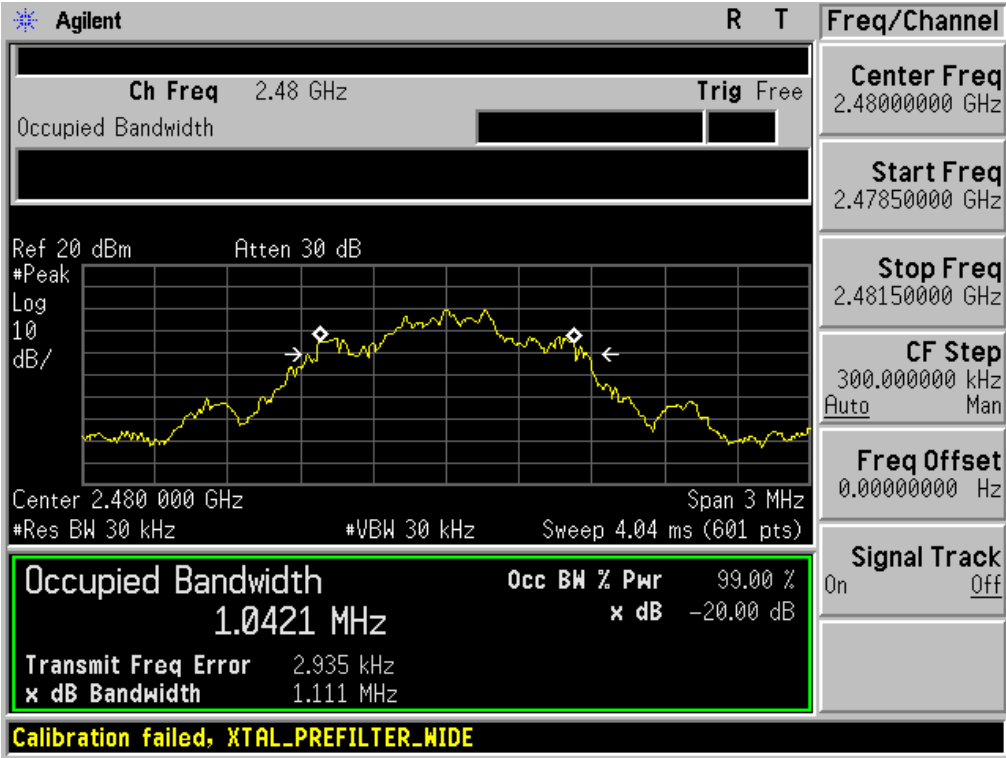 Agilent R T Freq/Channel
Ch Freq 2.48 GHz Trig Free
Occupied Bandwidth
Center Freq
2.48000000 GHz
Start Freq
2.47850000 GHz
Stop Freq
2.48150000 GHz
CF Step
300.000000 kHz
Auto Man
Freq Offset
0.00000000 Hz
Signal Track
On Off
Ref 20 dBm Atten 30 dB
#Peak
Log
10
dB/
Center 2.480 000 GHz Span 3 MHz
#Res BW 30 kHz #VBW 30 kHz Sweep 4.04 ms (601 pts)
Occupied Bandwidth
1.0421 MHz
Occ BW % Pwr 99.00 %
x dB -20.00 dB
Transmit Freq Error 2.935 kHz
x dB Bandwidth 1.111 MHz
Calibration failed, XTAL_PREFILTER_WIDE